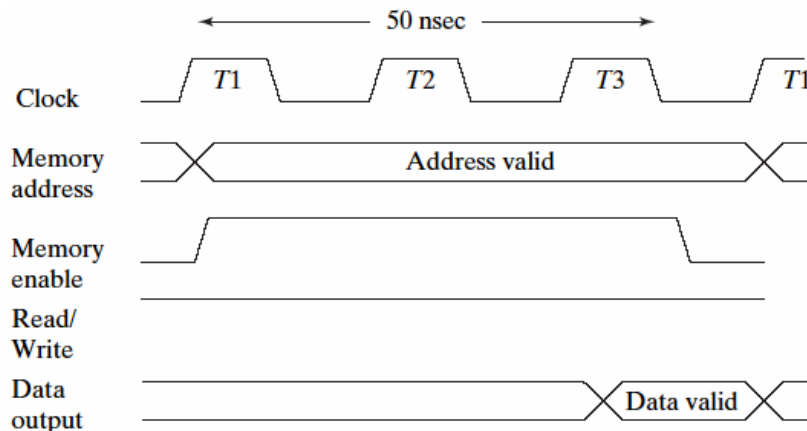 50 nsec
Clock T1 T2 T3 T1
Memory
address
Address valid
Memory
enable
Read/
Write
Data
output
Data valid